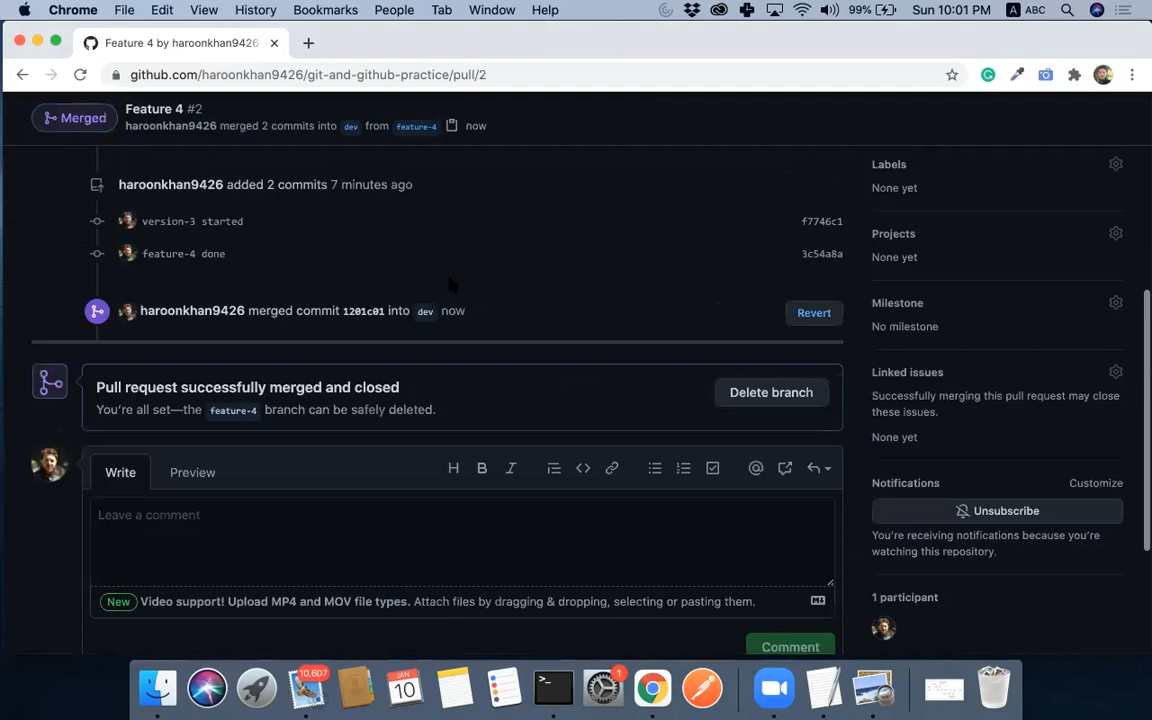 Chrome File Edit View History Bookmarks People Tab Window Help 99% Sun 10:01 PM A ABC
Feature 4 by haroonkhan9426
github.com/haroonkhan9426/git-and-github-practice/pull/2
Merged
Feature 4 #2
haroonkhan9426 merged 2 commits into dev from feature-4 now
Labels
None yet
haroonkhan9426 added 2 commits 7 minutes ago
version-3 started f7746c1
feature-4 done 3c54a8a
haroonkhan9426 merged commit 1201c01 into dev now
Revert
Projects
None yet
Milestone
No milestone
Pull request successfully merged and closed
You're all set—the feature-4 branch can be safely deleted.
Delete branch
Linked issues
Successfully merging this pull request may close
these issues.
None yet
Write Preview
H B I
Leave a comment
New Video support! Upload MP4 and MOV file types. Attach files by dragging & dropping, selecting or pasting them.
Comment
Notifications Customize
Unsubscribe
You're receiving notifications because you're
watching this repository.
1 participant
10,607
JAN
10
1